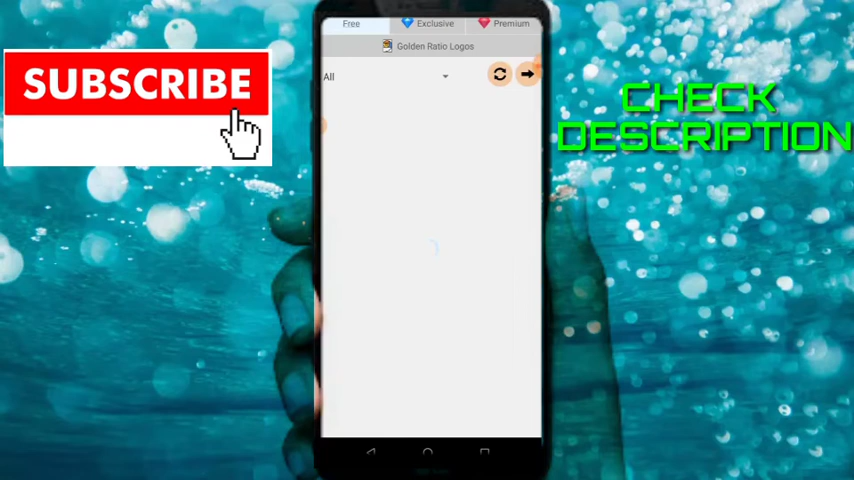 Free
Exclusive
Premium
Golden Ratio Logos
All
SUBSCRIBE
CHECK
DESCRIPTION